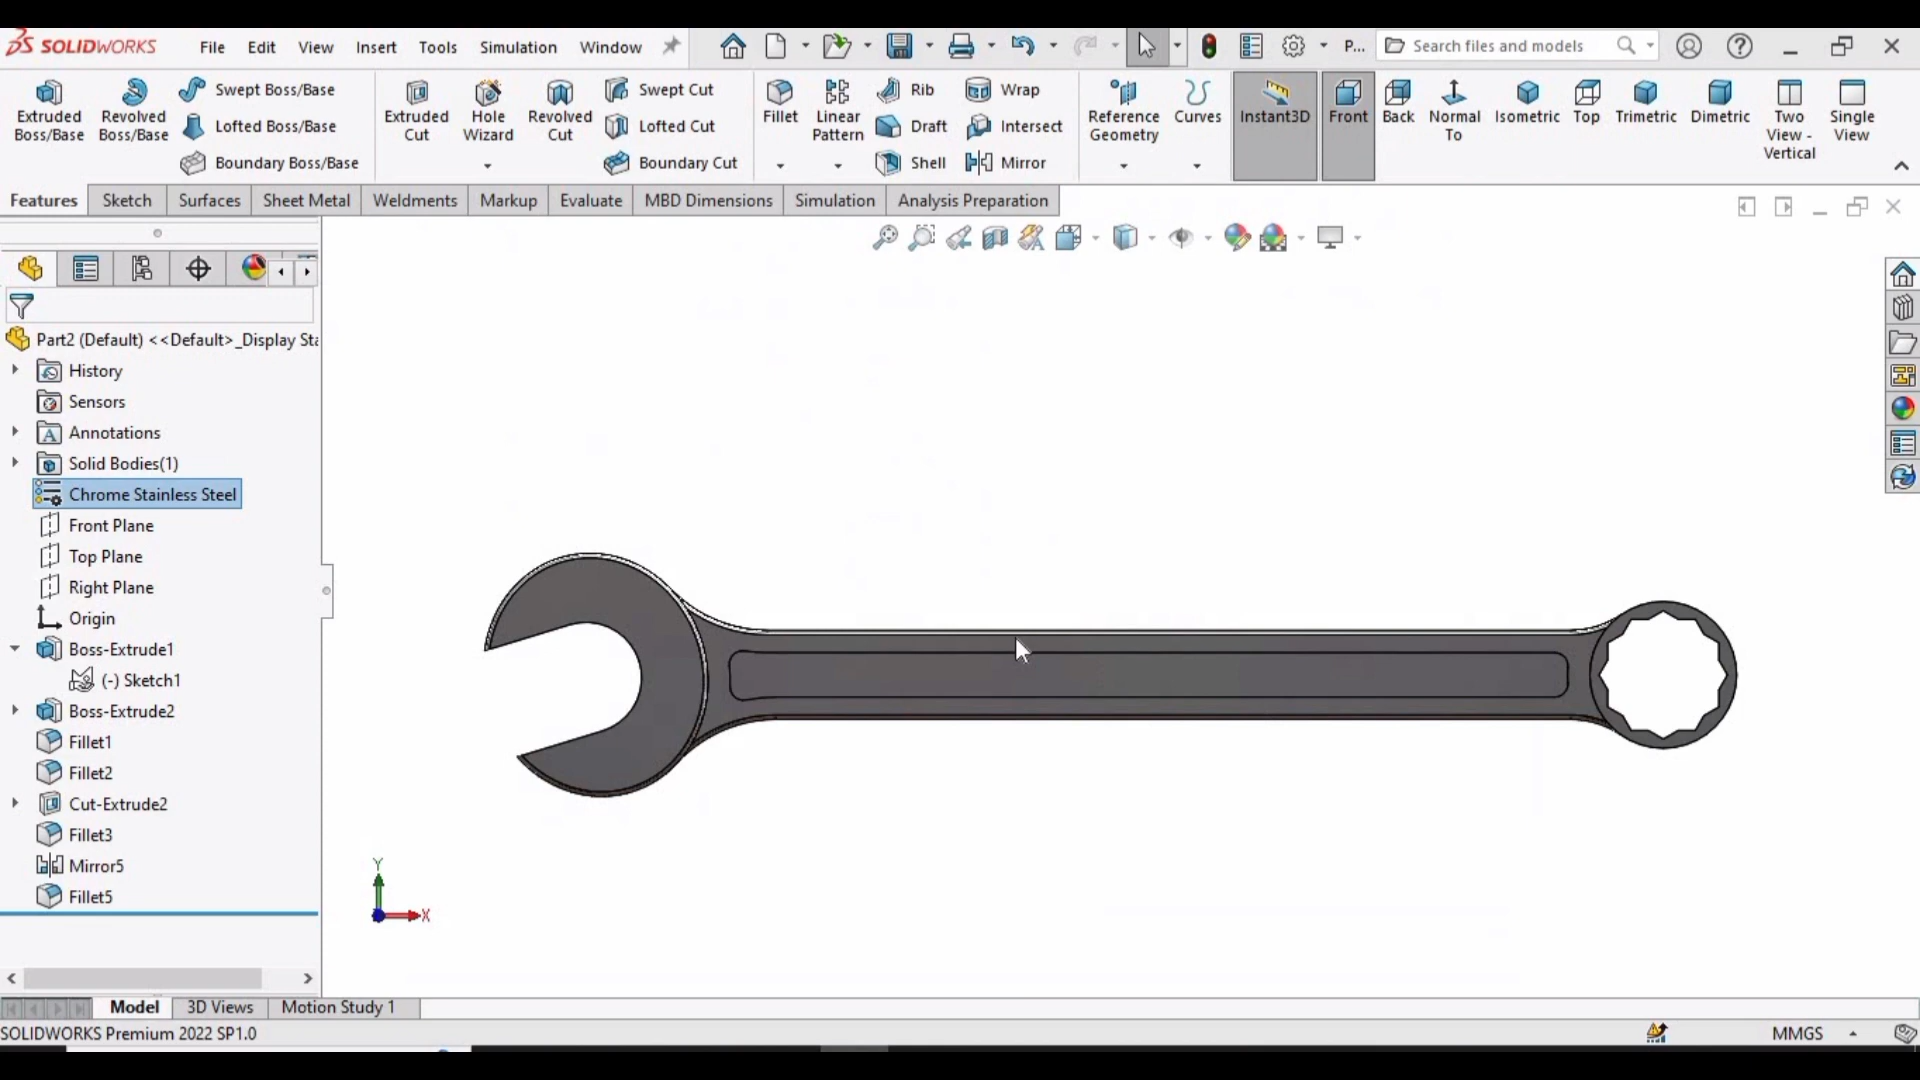 SOLIDWORKS File Edit View Insert Tools Simulation Window P... Search files and models
Extruded Boss/Base
Revolved Boss/Base
Swept Boss/Base
Lofted Boss/Base
Boundary Boss/Base
Extruded Cut
Hole Wizard
Revolved Cut
Swept Cut
Lofted Cut
Boundary Cut
Fillet
Linear Pattern
Rib
Draft
Shell
Wrap
Intersect
Mirror
Reference Geometry
Curves
Instant3D
Front
Back
Normal To
Isometric
Top
Trimetric
Dimetric
Two View - Vertical
Single View
Features Sketch Surfaces Sheet Metal Weldments Markup Evaluate MBD Dimensions Simulation Analysis Preparation
Part2 (Default) <<Default>_Display Sta
History
Sensors
Annotations
Solid Bodies(1)
Chrome Stainless Steel
Front Plane
Top Plane
Right Plane
Origin
Boss-Extrude1
(-) Sketch1
Boss-Extrude2
Fillet1
Fillet2
Cut-Extrude2
Fillet3
Mirror5
Fillet5
Y
X
Model 3D Views Motion Study 1
SOLIDWORKS Premium 2022 SP1.0 MMGS